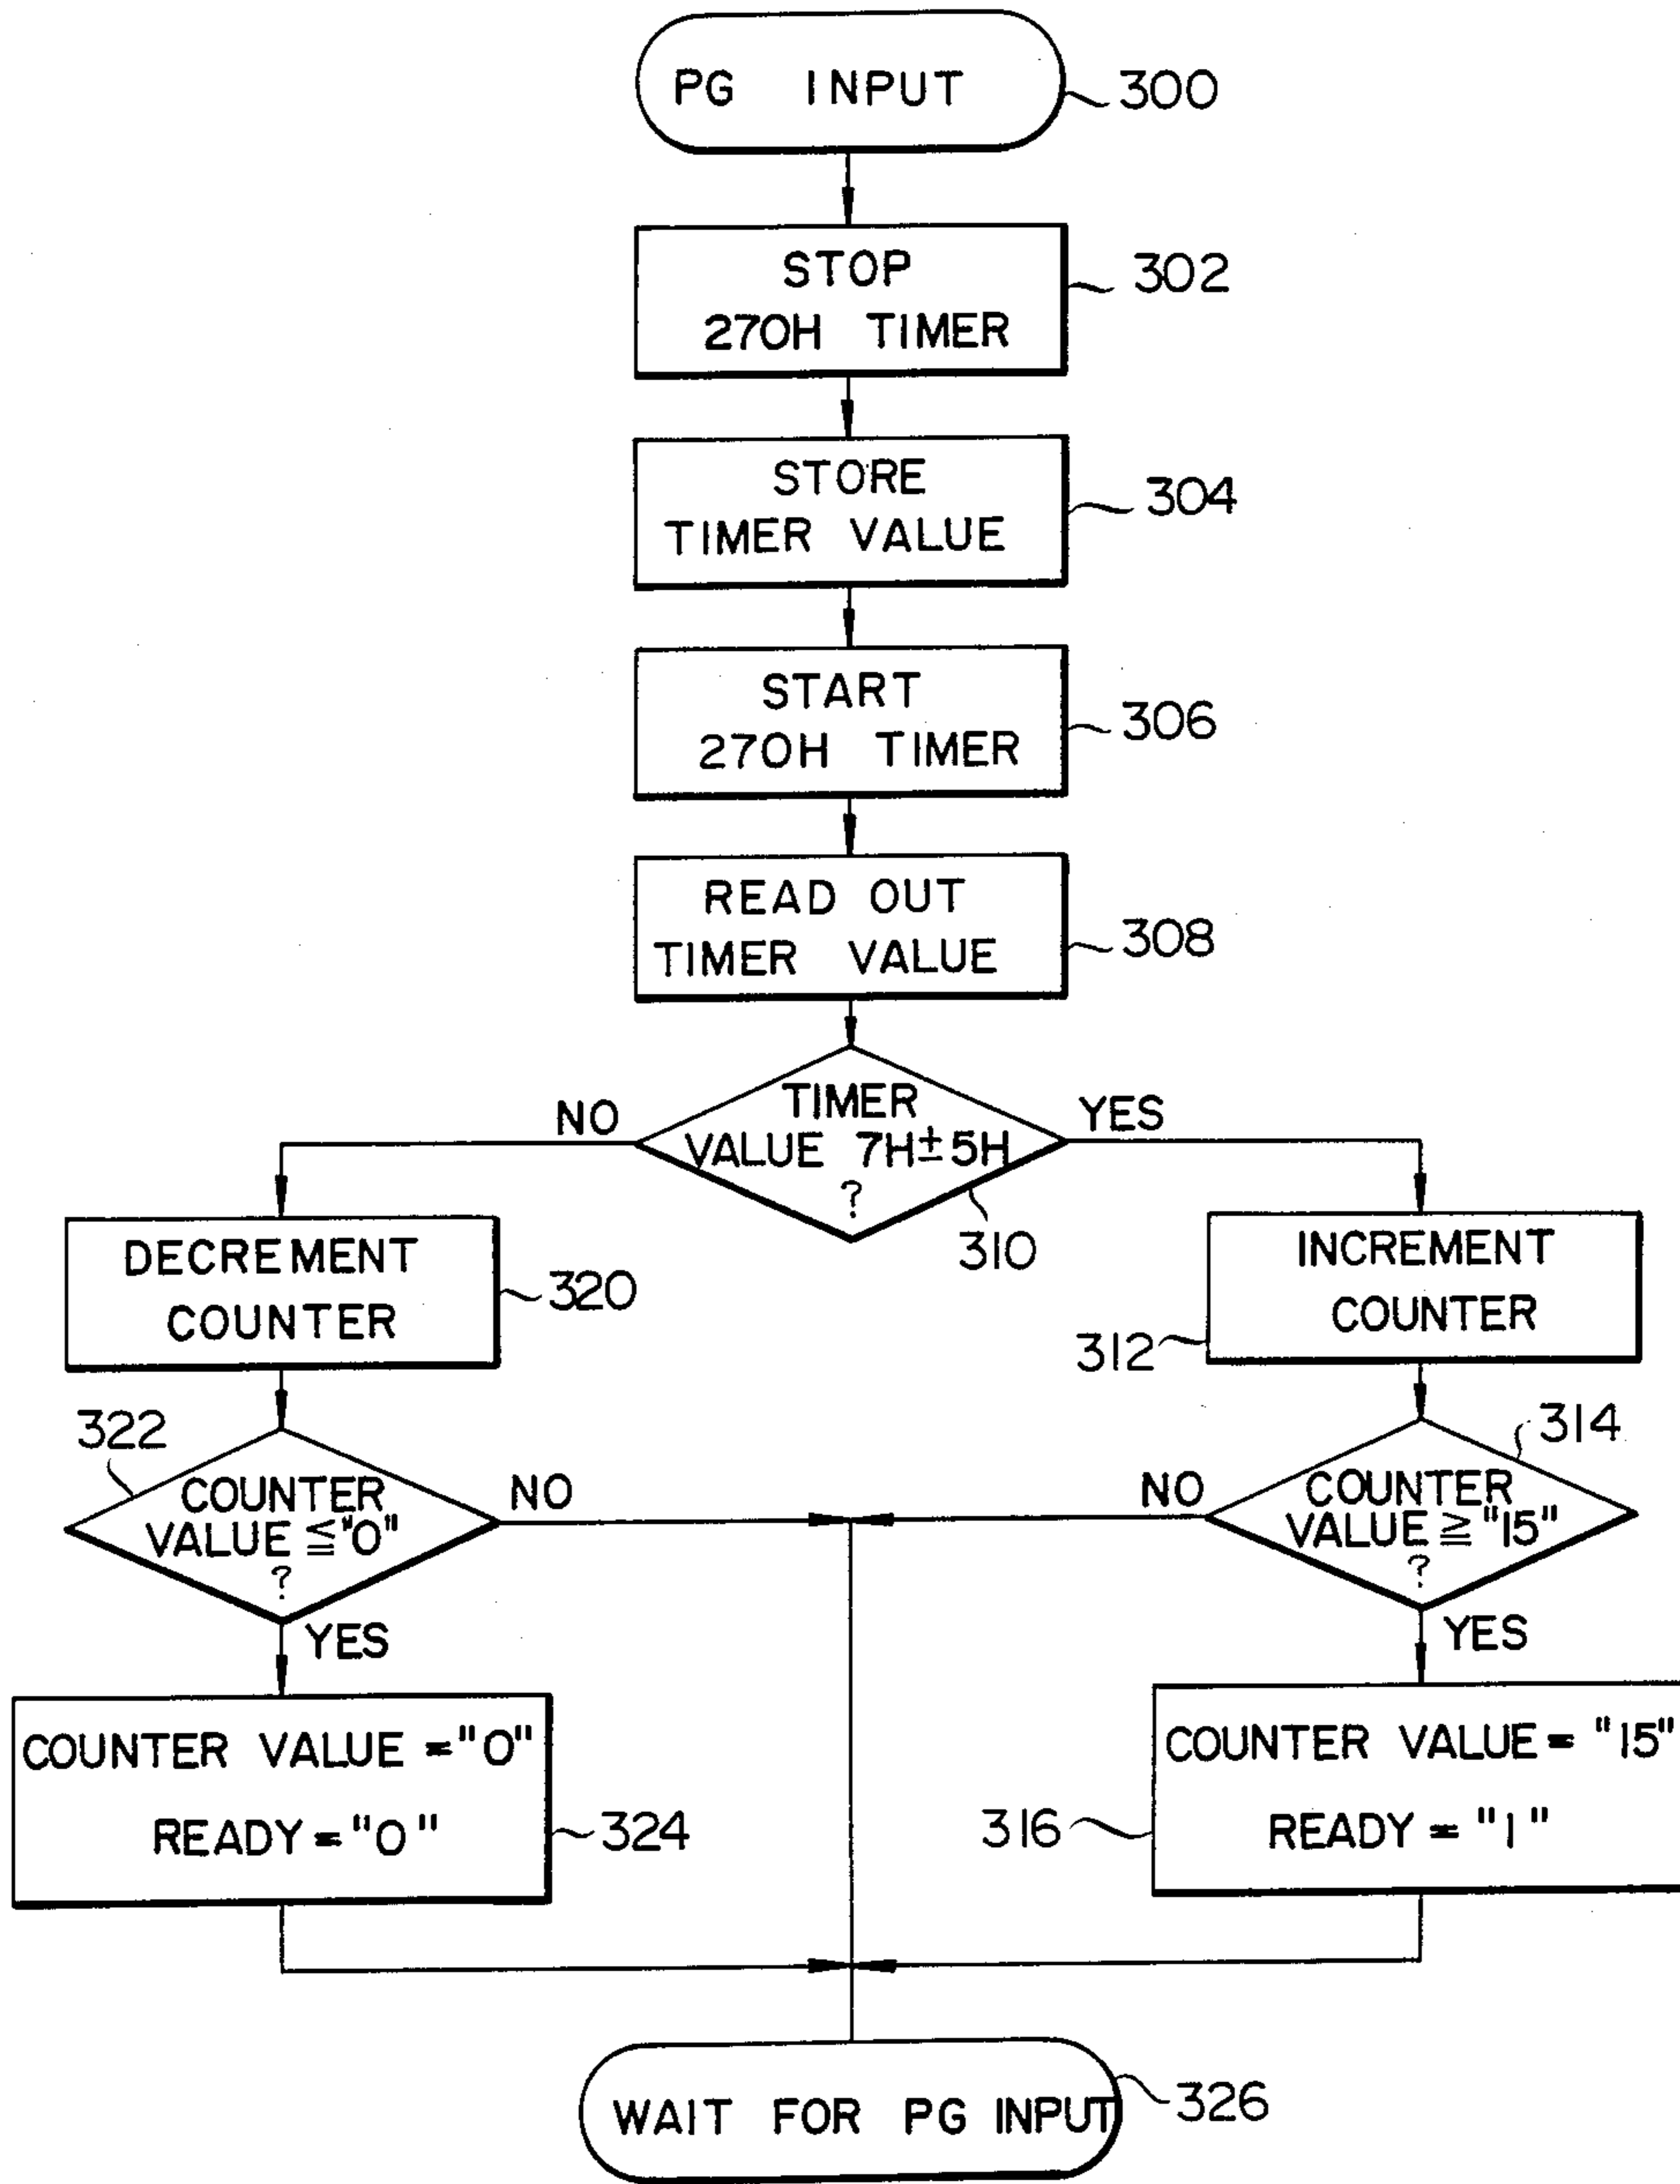 PG INPUT
300
STOP
270H TIMER
302
STORE
TIMER VALUE
304
START
270H TIMER
306
READ OUT
TIMER VALUE
308
TIMER
VALUE 7H±5H
?
310
NO
YES
DECREMENT
COUNTER
320
INCREMENT
COUNTER
312
322
COUNTER
VALUE ≦ "0"
?
NO
YES
314
COUNTER
VALUE ≧ "15"
?
NO
YES
COUNTER VALUE = "0"
READY = "0"
324
COUNTER VALUE = "15"
READY = "1"
316
WAIT FOR PG INPUT
326